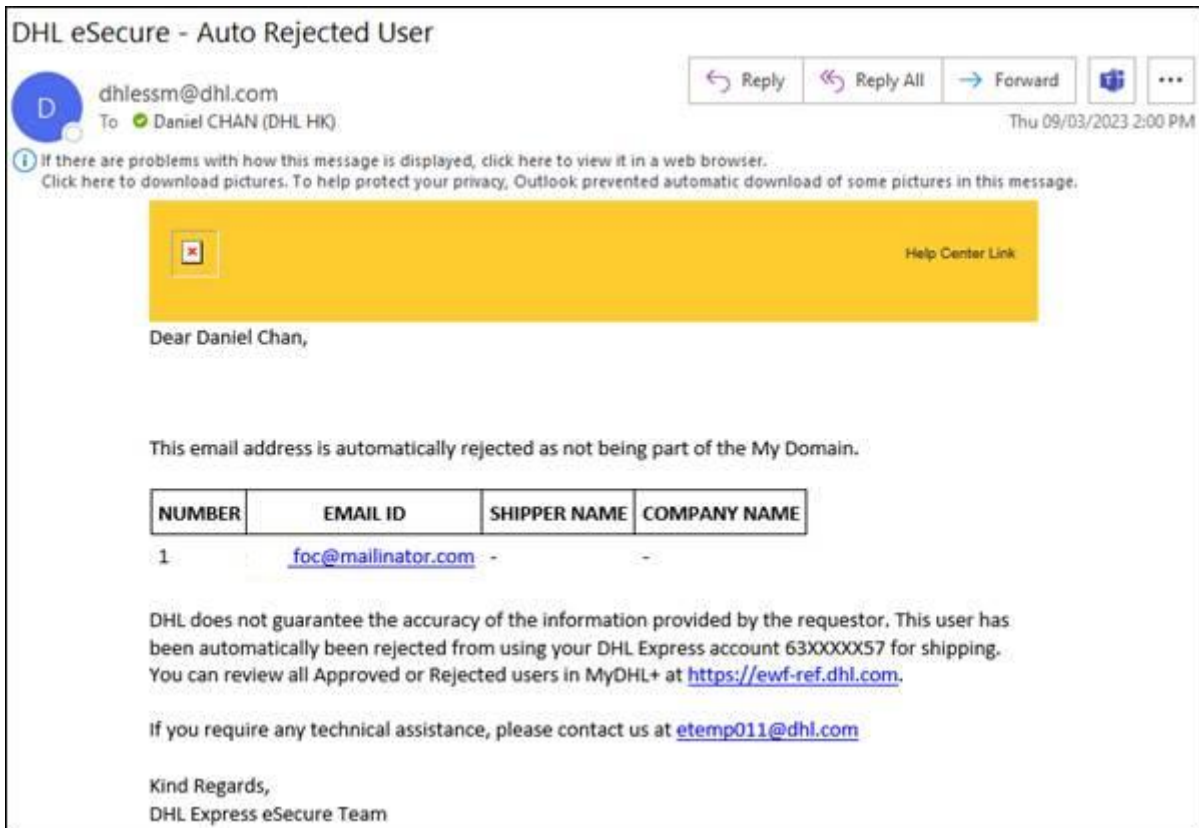 DHL eSecure - Auto Rejected User
Reply
Reply All
Forward
D
dhlessm@dhl.com
To Daniel CHAN (DHL HK)
Thu 09/03/2023 2:00 PM
If there are problems with how this message is displayed, click here to view it in a web browser.
Click here to download pictures. To help protect your privacy, Outlook prevented automatic download of some pictures in this message.
Help Center Link
Dear Daniel Chan,
This email address is automatically rejected as not being part of the My Domain.
NUMBER EMAIL ID SHIPPER NAME COMPANY NAME
1 foc@mailinator.com - -
DHL does not guarantee the accuracy of the information provided by the requestor. This user has
been automatically been rejected from using your DHL Express account 63XXXXX57 for shipping.
You can review all Approved or Rejected users in MyDHL+ at https://ewf-ref.dhl.com.
If you require any technical assistance, please contact us at etemp011@dhl.com
Kind Regards,
DHL Express eSecure Team